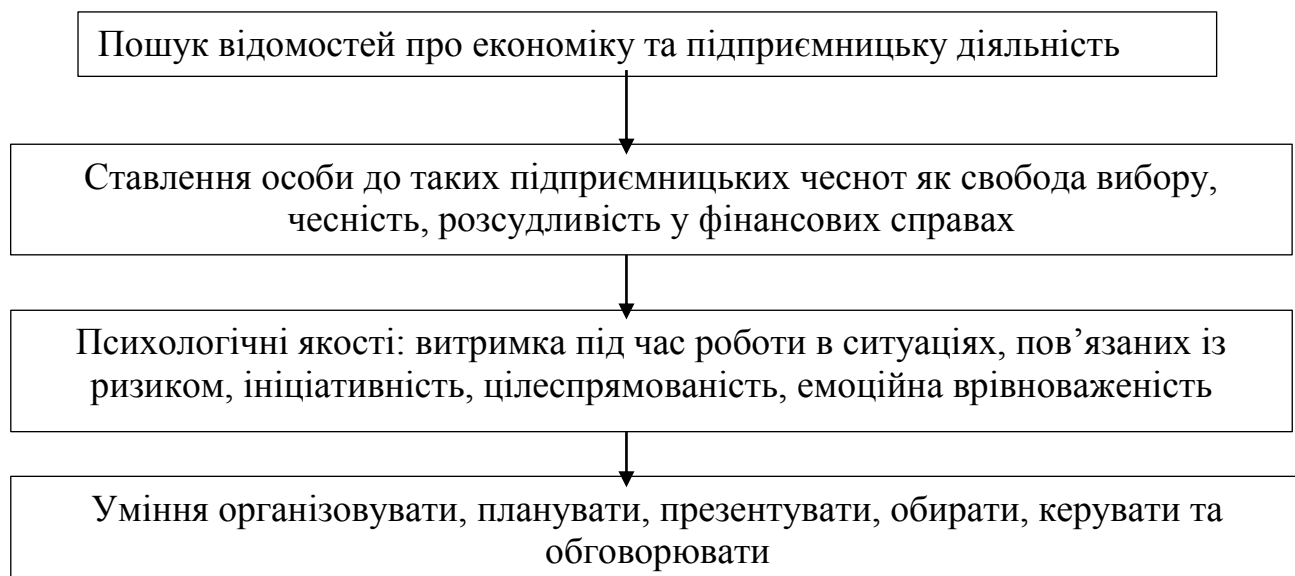 Пошук відомостей про економіку та підприємницьку діяльність
Ставлення особи до таких підприємницьких чеснот як свобода вибору,
чесність, розсудливість у фінансових справах
Психологічні якості: витримка під час роботи в ситуаціях, пов’язаних із
ризиком, ініціативність, цілеспрямованість, емоційна врівноваженість
Уміння організовувати, планувати, презентувати, обирати, керувати та
обговорювати